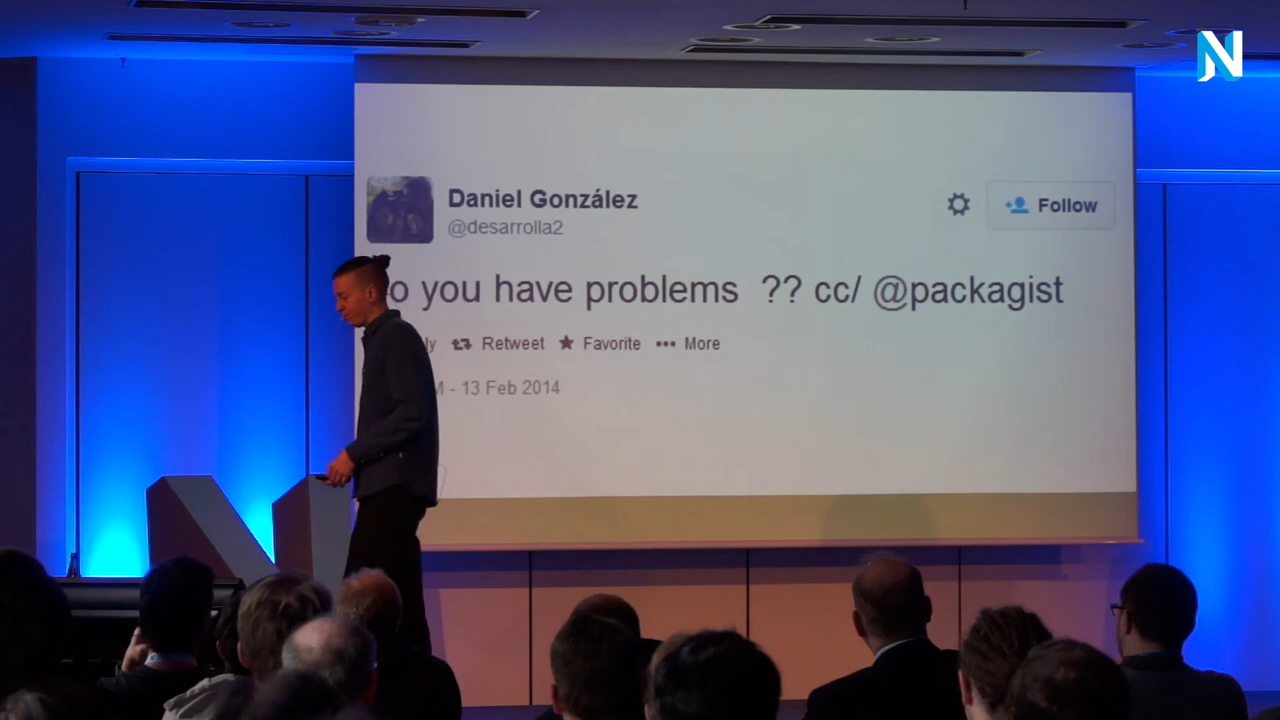 Daniel González
@desarrolla2
Follow
you have problems ?? cc/ @packagist
Retweet Favorite More
- 13 Feb 2014
N